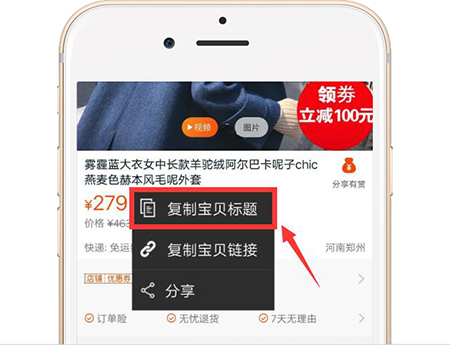 领券
立减100元
视频
图片
雾霾蓝大衣女中长款羊驼绒阿尔巴卡呢子chic
燕麦色赫本风毛呢外套
分享有赏
¥279
复制宝贝标题
价格 ¥463
快递: 免运
复制宝贝链接
河南郑州
店铺 优惠券
分享
订单险
无忧退货
7天无理由